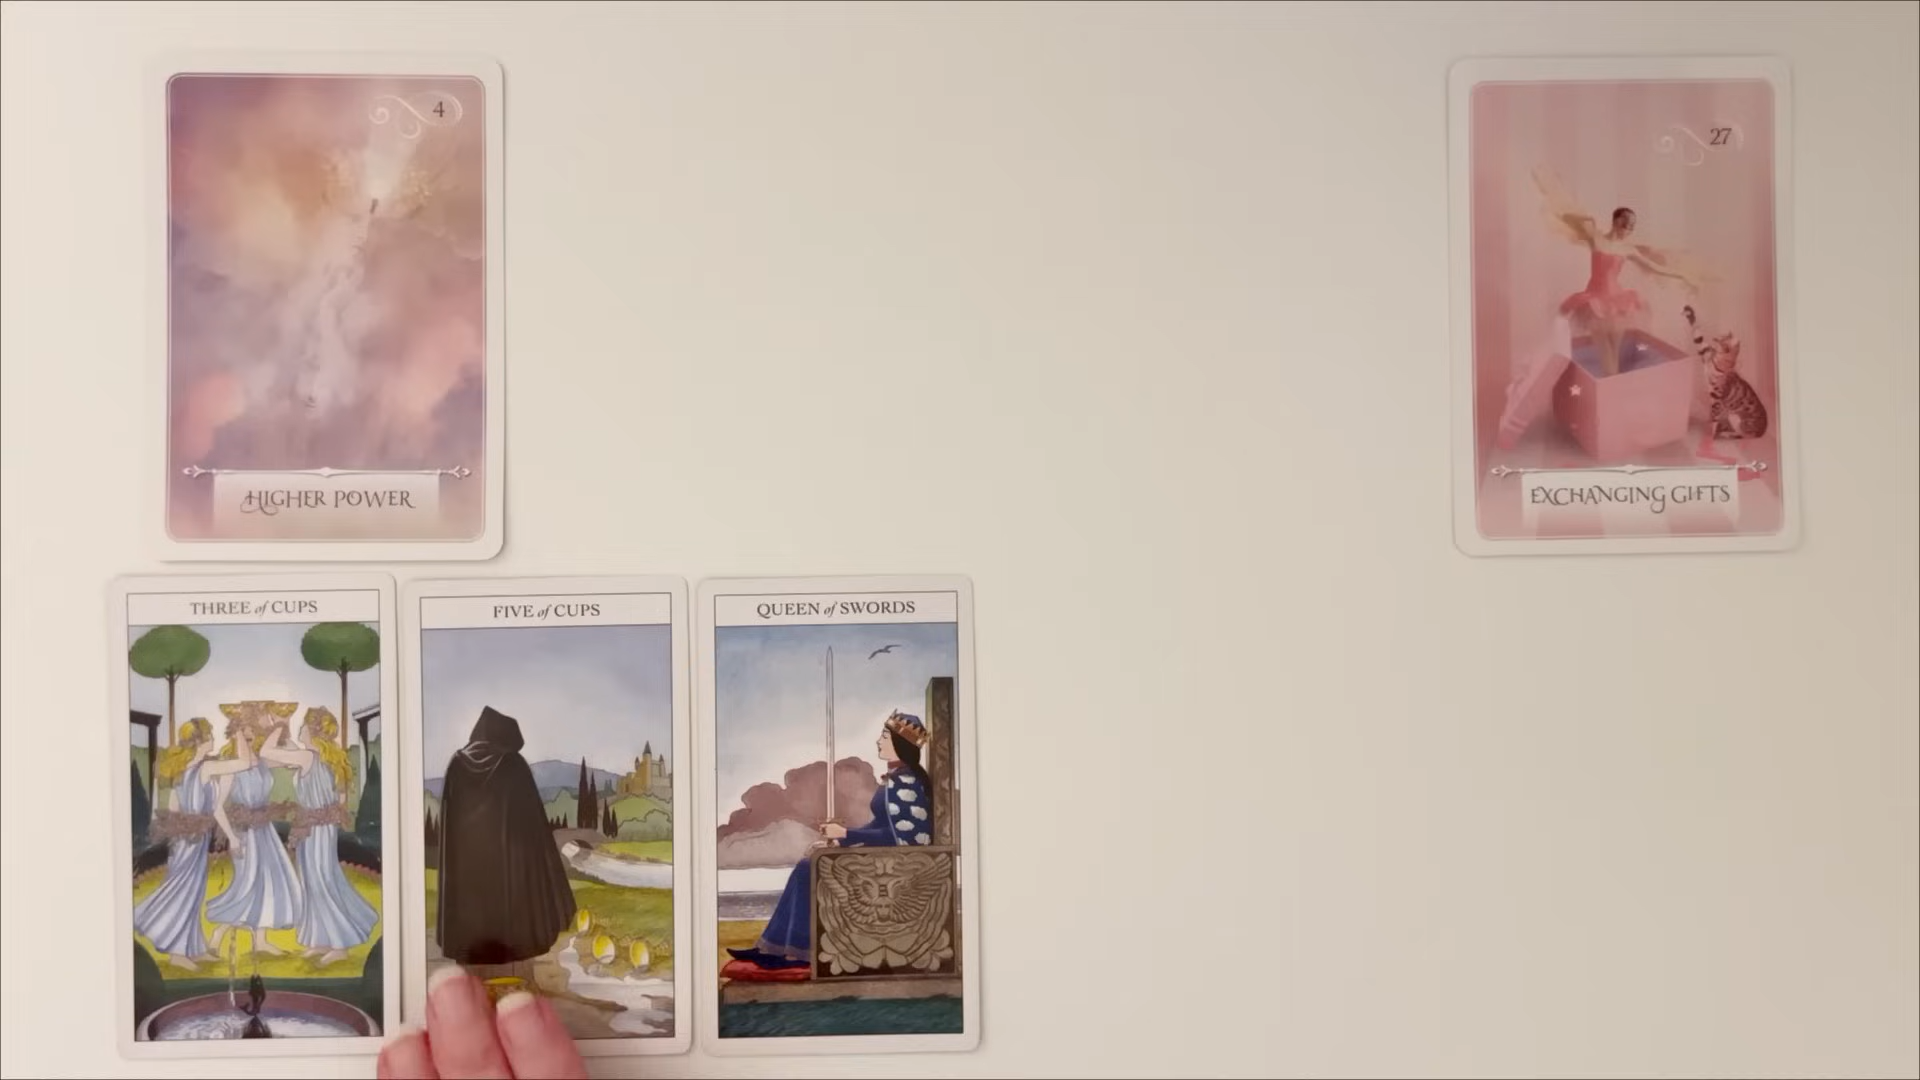 4
HIGHER POWER
27
EXCHANGING GIFTS
THREE of CUPS
FIVE of CUPS
QUEEN of SWORDS